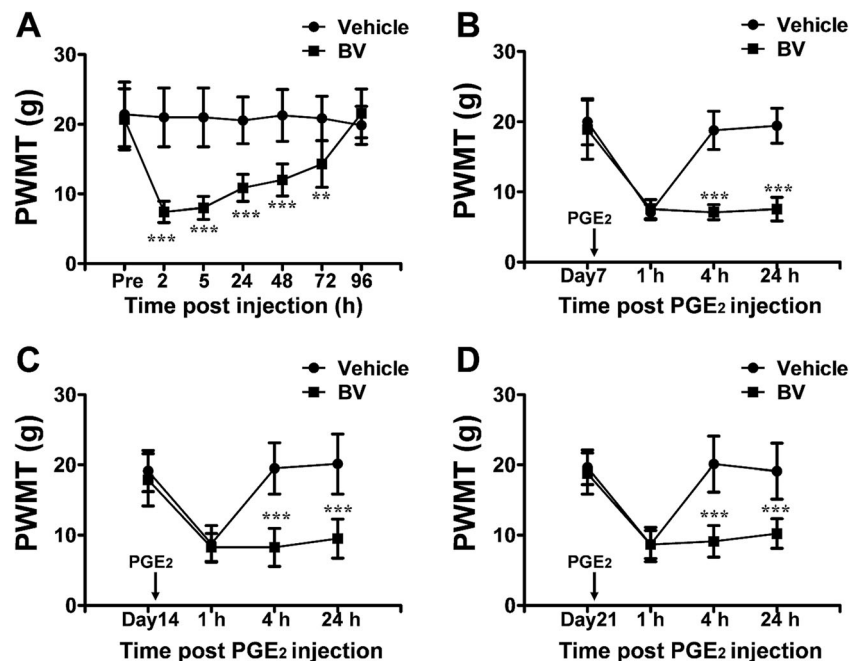 A
Vehicle
BV
PWMT (g)
30
20
10
0
***
***
***
***
**
Pre 2 5 24 48 72 96
Time post injection (h)
B
Vehicle
BV
PWMT (g)
30
20
10
0
***
***
PGE2
Day7 1 h 4 h 24 h
Time post PGE2 injection
C
Vehicle
BV
PWMT (g)
30
20
10
0
***
***
PGE2
Day14 1 h 4 h 24 h
Time post PGE2 injection
D
Vehicle
BV
PWMT (g)
30
20
10
0
***
***
PGE2
Day21 1 h 4 h 24 h
Time post PGE2 injection